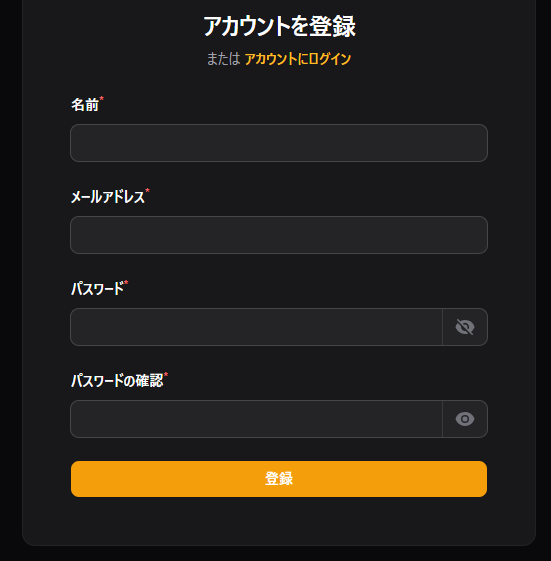 アカウントを登録
または アカウントにログイン
名前*
メールアドレス*
パスワード*
パスワードの確認*
登録